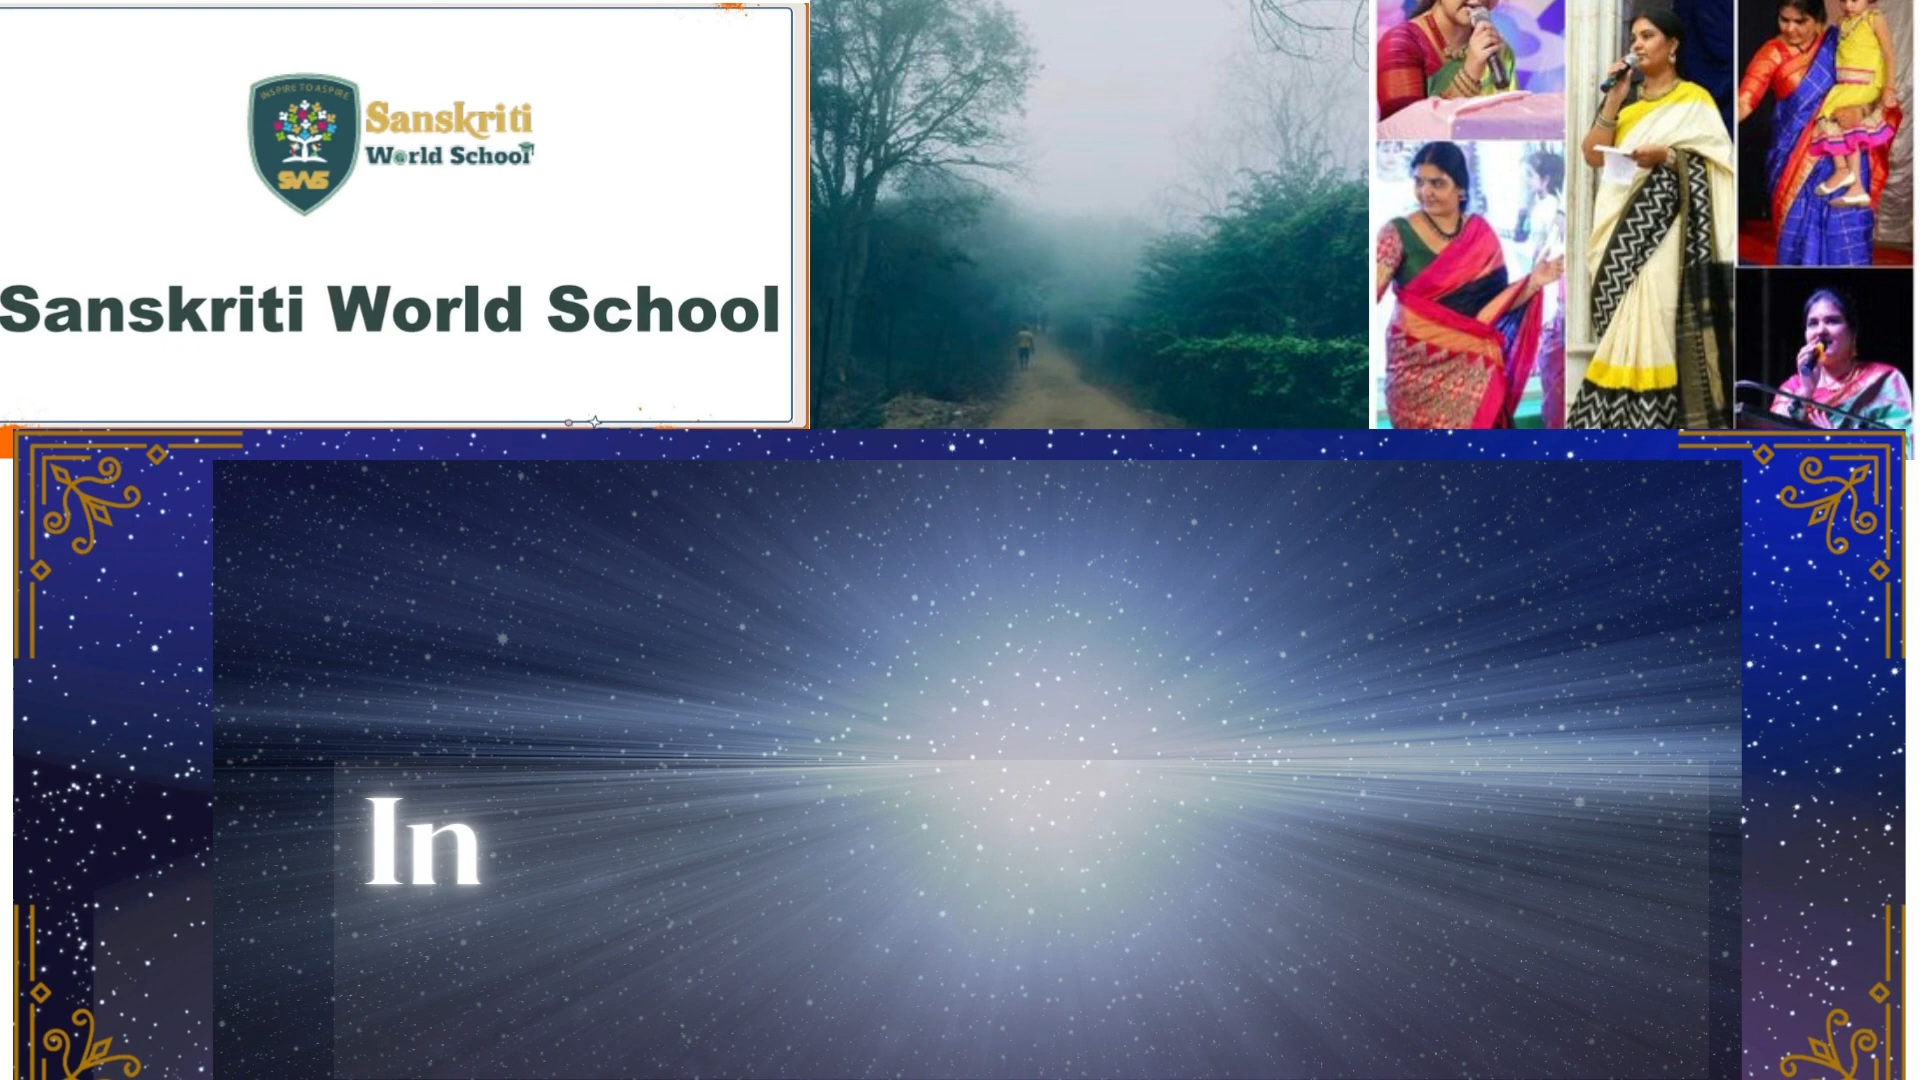 INSPIRE TO ASPIRE
SWS
Sanskriti
World School
Sanskriti World School
In